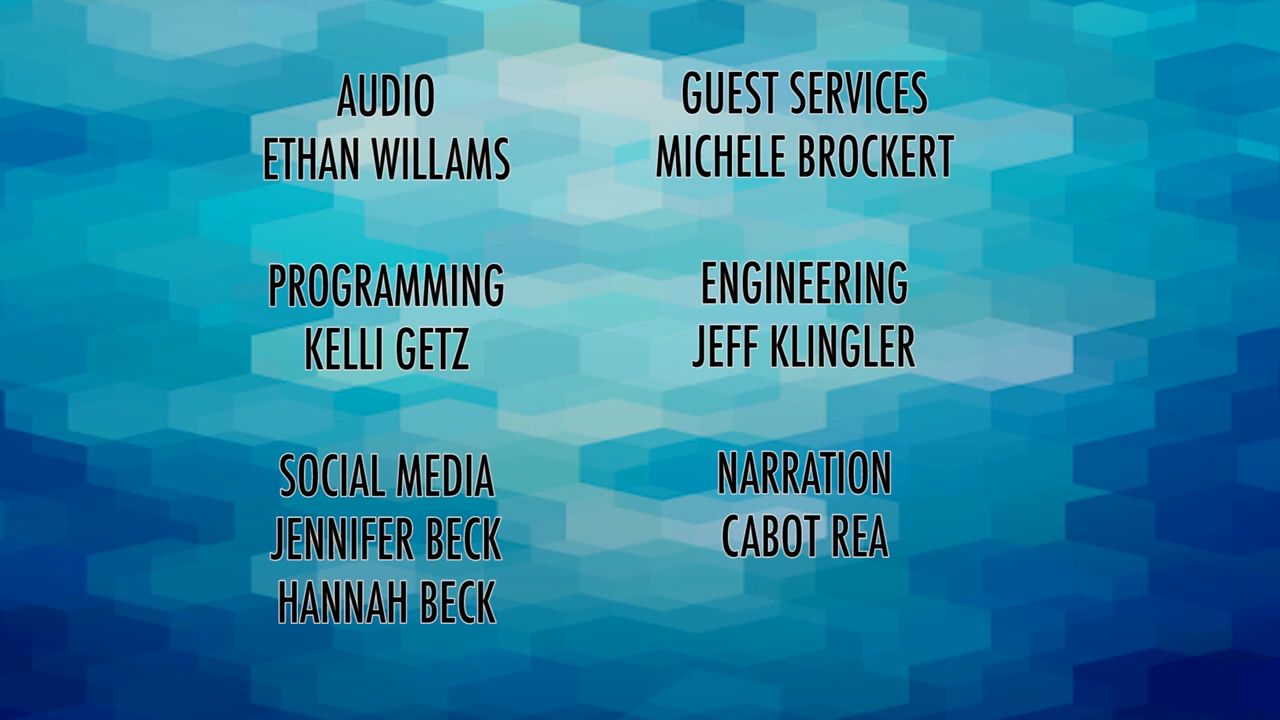 AUDIO
ETHAN WILLAMS
PROGRAMMING
KELLI GETZ
SOCIAL MEDIA
JENNIFER BECK
HANNAH BECK
GUEST SERVICES
MICHELE BROCKERT
ENGINEERING
JEFF KLINGLER
NARRATION
CABOT REA